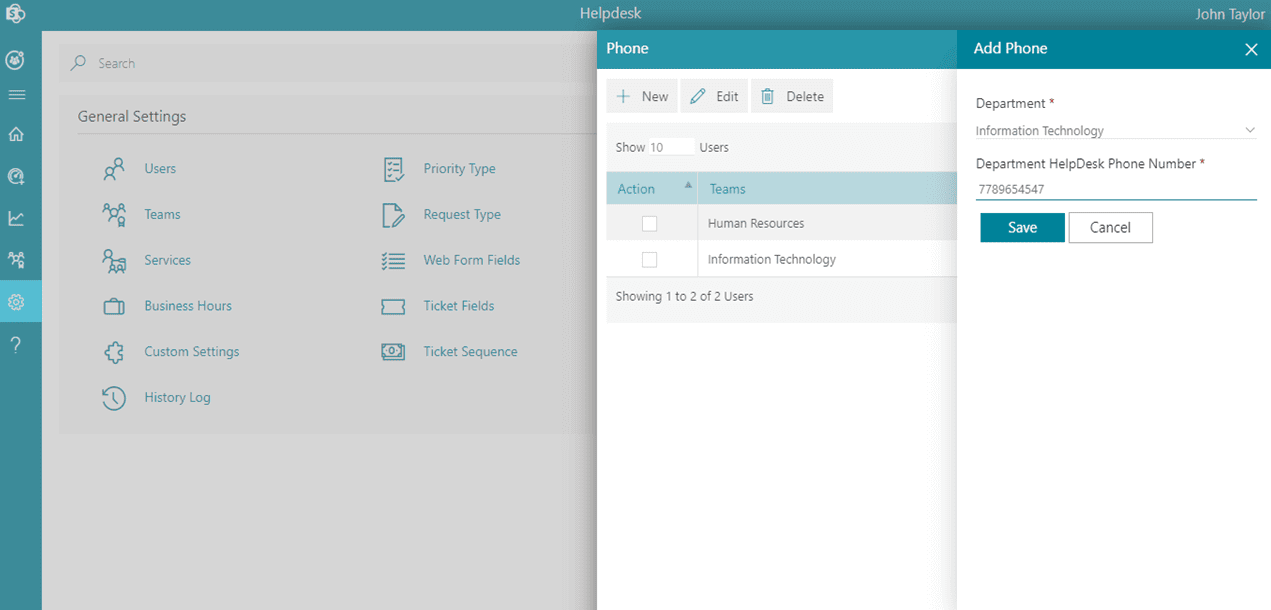 Helpdesk
John Taylor
Search
General Settings
Users
Priority Type
Teams
Request Type
Services
Web Form Fields
Business Hours
Ticket Fields
Custom Settings
Ticket Sequence
History Log
Phone
New Edit Delete
Show 10 Users
Action Teams
Human Resources
Information Technology
Showing 1 to 2 of 2 Users
Add Phone
Department *
Information Technology
Department HelpDesk Phone Number *
7789654547
Save Cancel